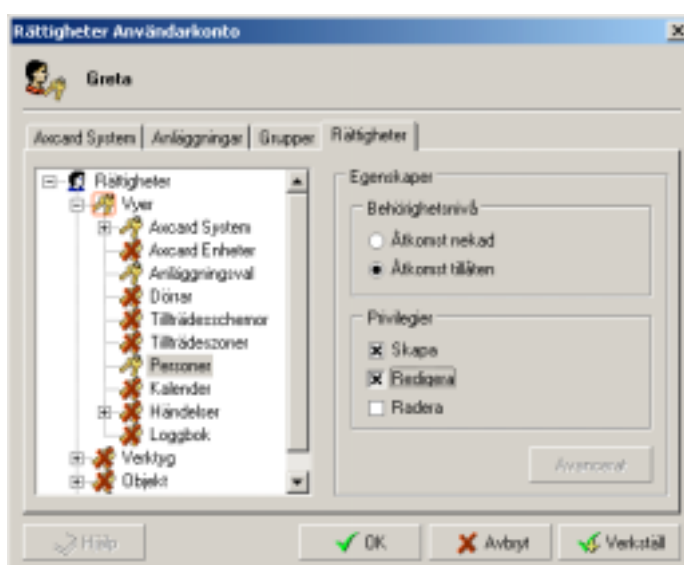 Rättigheter Användarkonto
Greta
Axcard System Anläggningar Grupper Rättigheter
Rättigheter
Vyer
Axcard System
Axcard Enheter
Anläggningsval
Dörrar
Tillträdesschemor
Tillträdeszoner
Personer
Kalender
Händelser
Loggbok
Verktyg
Objekt
Egenskaper
Behörighetsnivå
Åtkomst nekad
Åtkomst tillåten
Privilegier
Skapa
Redigera
Radera
Avancerat
Hjälp OK Avbryt Verkställ